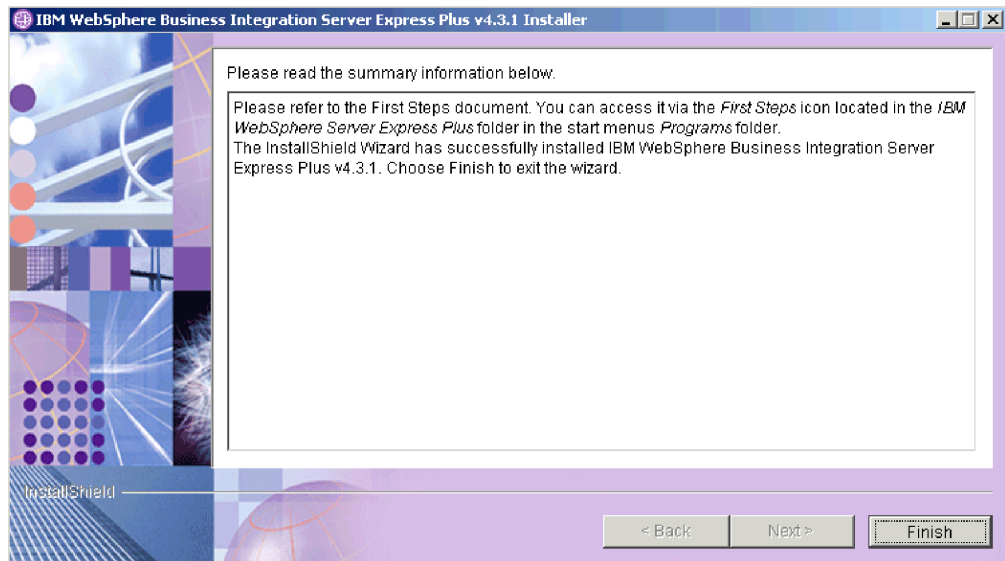 IBM WebSphere Business Integration Server Express Plus v4.3.1 Installer
Please read the summary information below.
Please refer to the First Steps document. You can access it via the First Steps icon located in the IBM
WebSphere Server Express Plus folder in the start menus Programs folder.
The InstallShield Wizard has successfully installed IBM WebSphere Business Integration Server
Express Plus v4.3.1. Choose Finish to exit the wizard.
InstallShield
< Back
Next >
Finish